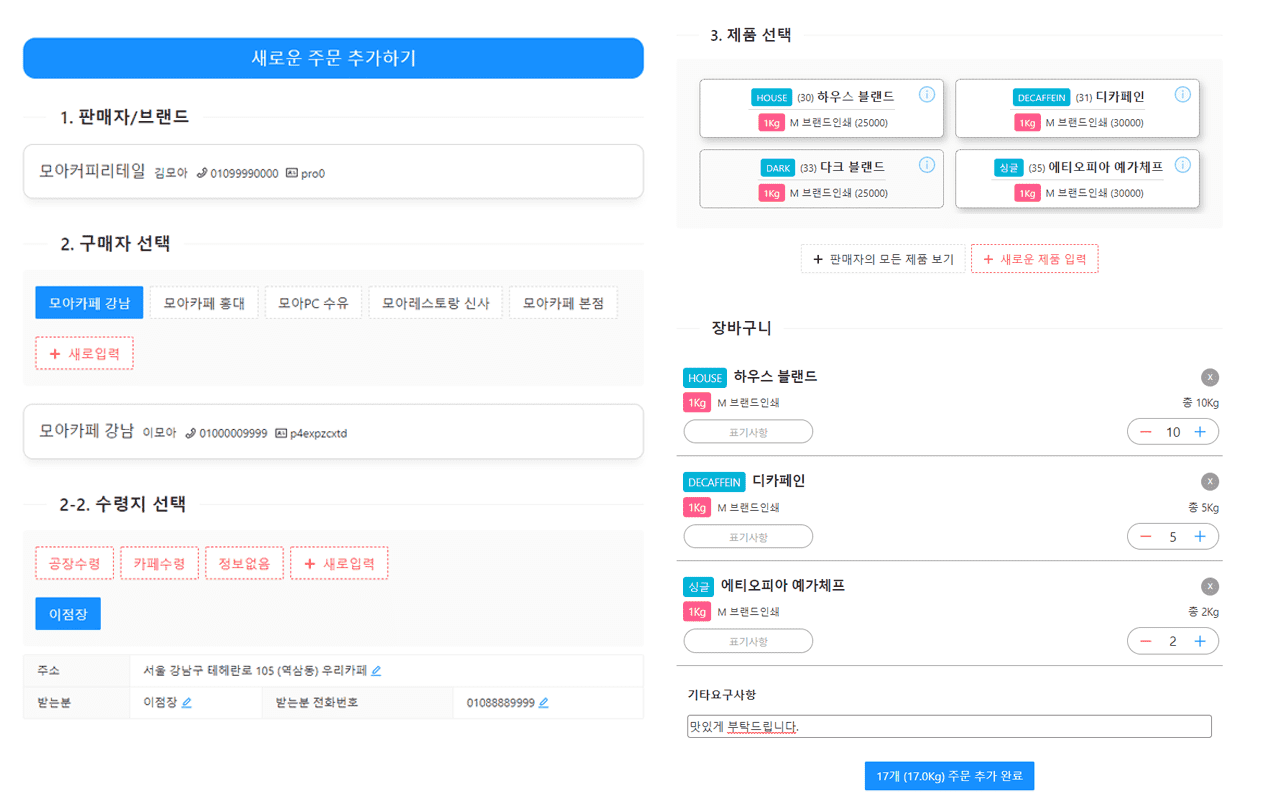 새로운 주문 추가하기
1. 판매자/브랜드
모아커피리테일 김모아 01099990000 pro0
2. 구매자 선택
모아카페 강남 모아카페 홍대 모아PC 수유 모아레스토랑 신사 모아카페 본점
+ 새로입력
모아카페 강남 이모아 01000009999 p4expzcxtd
2-2. 수령지 선택
공장수령 카페수령 정보없음 + 새로입력
이점장
주소 서울 강남구 테헤란로 105 (역삼동) 우리카페
받는분 이점장 받는분 전화번호 01088889999
3. 제품 선택
HOUSE (30) 하우스 블랜드
1Kg M 브랜드인쇄 (25000)
DECAFFEIN (31) 디카페인
1Kg M 브랜드인쇄 (30000)
DARK (33) 다크 블랜드
1Kg M 브랜드인쇄 (25000)
싱글 (35) 에티오피아 예가체프
1Kg M 브랜드인쇄 (30000)
+ 판매자의 모든 제품 보기 + 새로운 제품 입력
장바구니
HOUSE 하우스 블랜드 X
1Kg M 브랜드인쇄 총 10Kg
표기사항 − 10 +
DECAFFEIN 디카페인 X
1Kg M 브랜드인쇄 총 5Kg
표기사항 − 5 +
싱글 에티오피아 예가체프 X
1Kg M 브랜드인쇄 총 2Kg
표기사항 − 2 +
기타요구사항
맛있게 부탁드립니다.
17개 (17.0Kg) 주문 추가 완료